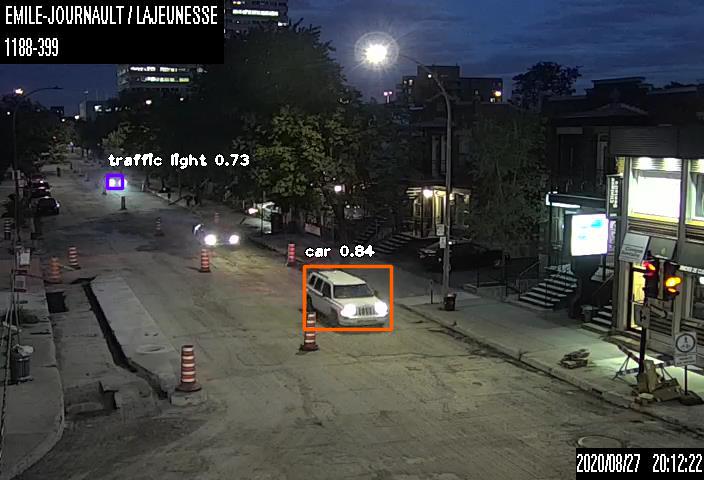 EMILE-JOURNAULT / LAJEUNESSE
1188-399
traffic light 0.73
car 0.84
2020/08/27 20:12:22